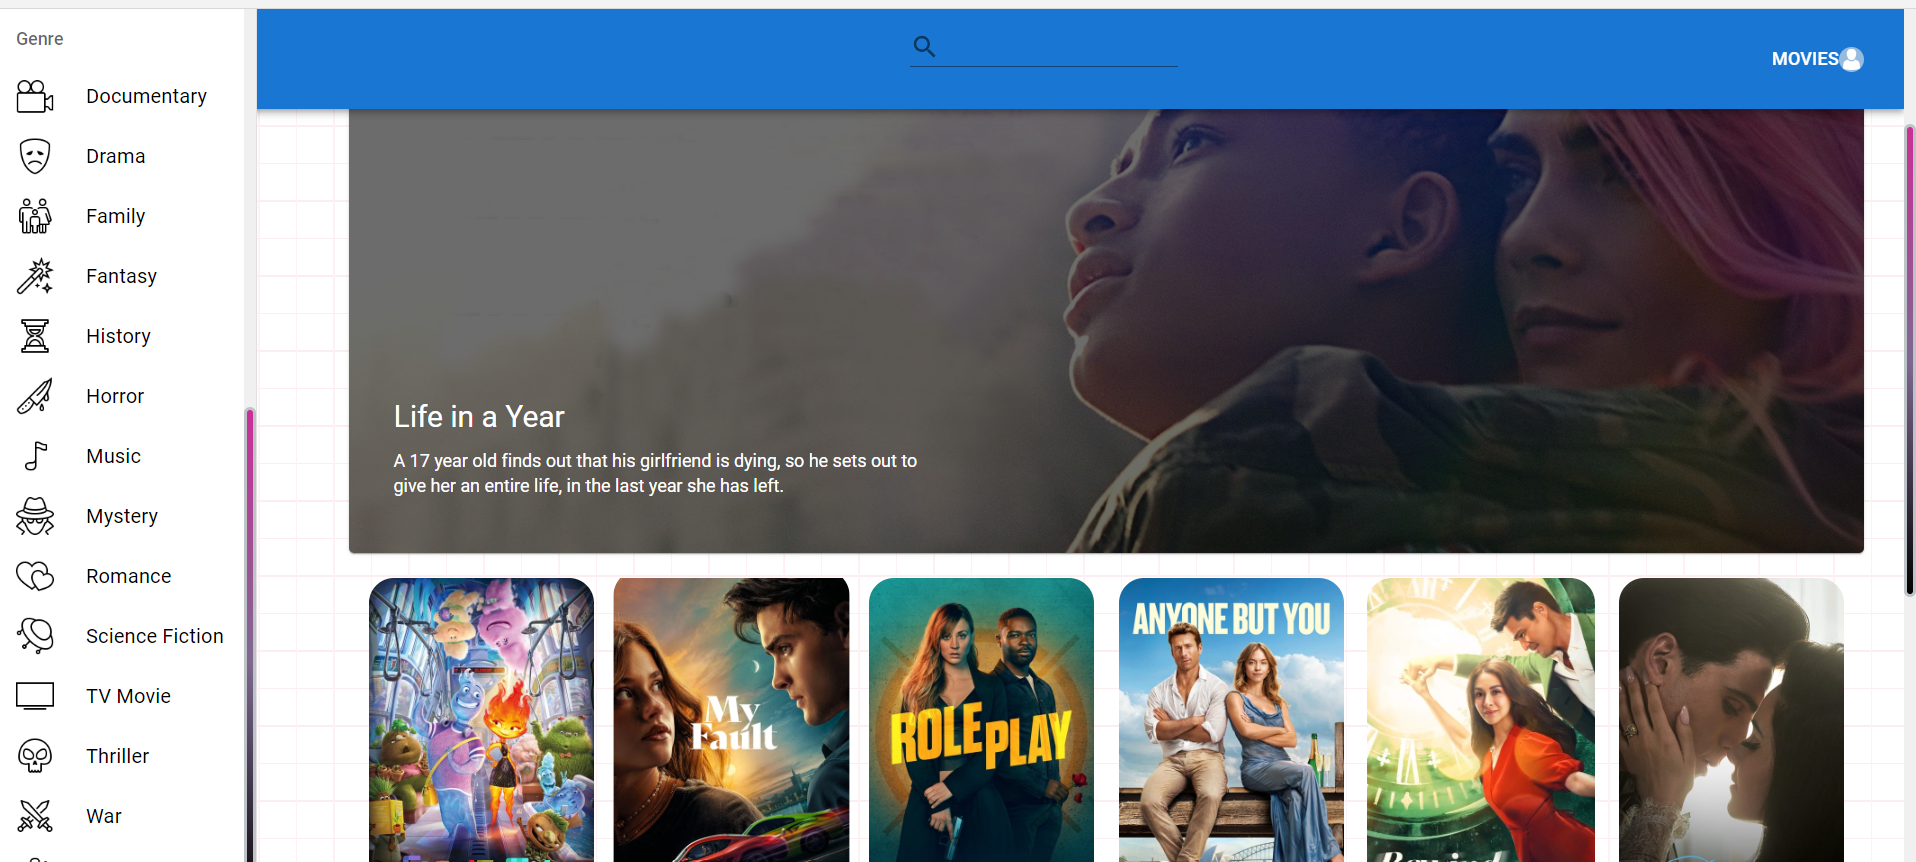 Genre
Documentary
Drama
Family
Fantasy
History
Horror
Music
Mystery
Romance
Science Fiction
TV Movie
Thriller
War
MOVIES
Life in a Year
A 17 year old finds out that his girlfriend is dying, so he sets out to
give her an entire life, in the last year she has left.
My
Fault
ROLE PLAY
ANYONE BUT YOU
Rewind